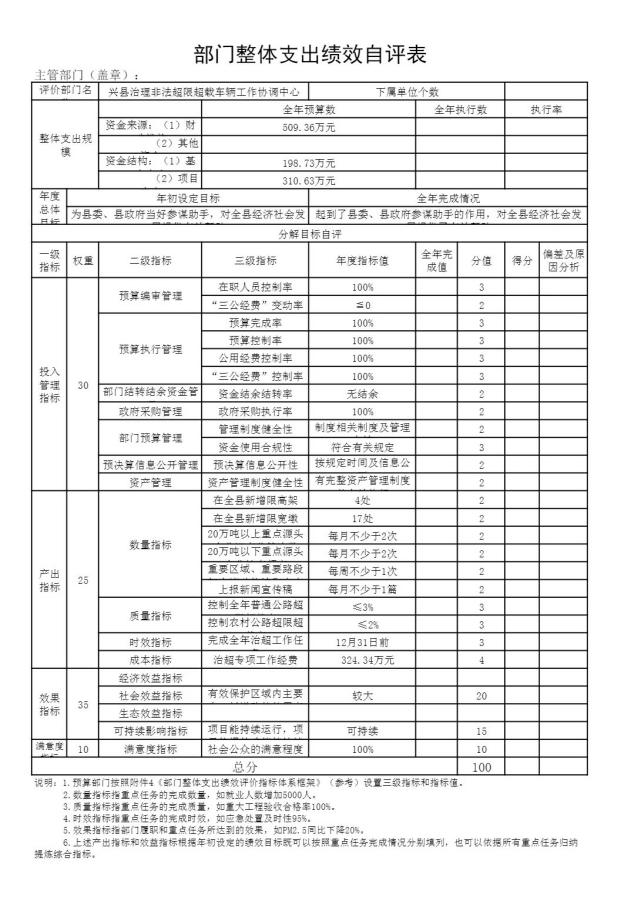 部门整体支出绩效自评表
主管部门（盖章）：
评价部门名 兴县治理非法超限超载车辆工作协调中心 下属单位个数
整体支出规模 全年预算数 全年执行数 执行率
资金来源：（1）财 509.36万元
（2）其他
资金结构：（1）基 198.73万元
（2）项目 310.63万元
年度总体目标 年初设定目标 全年完成情况
为县委、县政府当好参谋助手，对全县经济社会发 起到了县委、县政府参谋助手的作用，对全县经济社会发
分解目标自评
一级指标 权重 二级指标 三级指标 年度指标值 全年完成值 分值 得分 偏差及原因分析
投入管理指标 30 预算编审管理 在职人员控制率 100% 3
“三公经费”变动率 ≦0 2
预算执行管理 预算完成率 100% 3
预算控制率 100% 3
公用经费控制率 100% 3
“三公经费”控制率 100% 3
部门结转结余资金管 资金结余结转率 无结余 2
政府采购管理 政府采购执行率 100% 2
部门预算管理 管理制度健全性 制度相关制度及管理 2
资金使用合规性 符合有关规定 3
预决算信息公开管理 预决算信息公开性 按规定时间及信息公 2
资产管理 资产管理制度健全性 有完整资产管理制度 2
产出指标 25 数量指标 在全县新增限高架 4处 2
在全县新增限宽墩 17处 2
20万吨以上重点源头 每月不少于2次 2
20万吨以下重点源头 每月不少于2次 2
重要区域、重要路段 每周不少于1次 2
上报新闻宣传稿 每月不少于1篇 2
质量指标 控制全年普通公路超 ≤3% 3
控制农村公路超限超 ≤2% 3
时效指标 完成全年治超工作任 12月31日前 3
成本指标 治超专项工作经费 324.34万元 4
效果指标 35 经济效益指标
社会效益指标 有效保护区域内主要 较大 20
生态效益指标
可持续影响指标 项目能持续运行，项 可持续 15
满意度 10 满意度指标 社会公众的满意程度 100% 10
总分 100
说明：1.预算部门按照附件4《部门整体支出绩效评价指标体系框架》（参考）设置三级指标和指标值。
2.数量指标指重点任务的完成数量，如就业人数增加5000人。
3.质量指标指重点任务的完成质量，如重大工程验收合格率100%。
4.时效指标指重点任务的完成时效，如应急处置及时性95%。
5.效果指标指部门履职和重点任务所达到的效果，如PM2.5同比下降20%。
6.上述产出指标和效益指标根据年初设定的绩效目标既可以按照重点任务完成情况分别填列，也可以依据所有重点任务归纳
提炼综合指标。